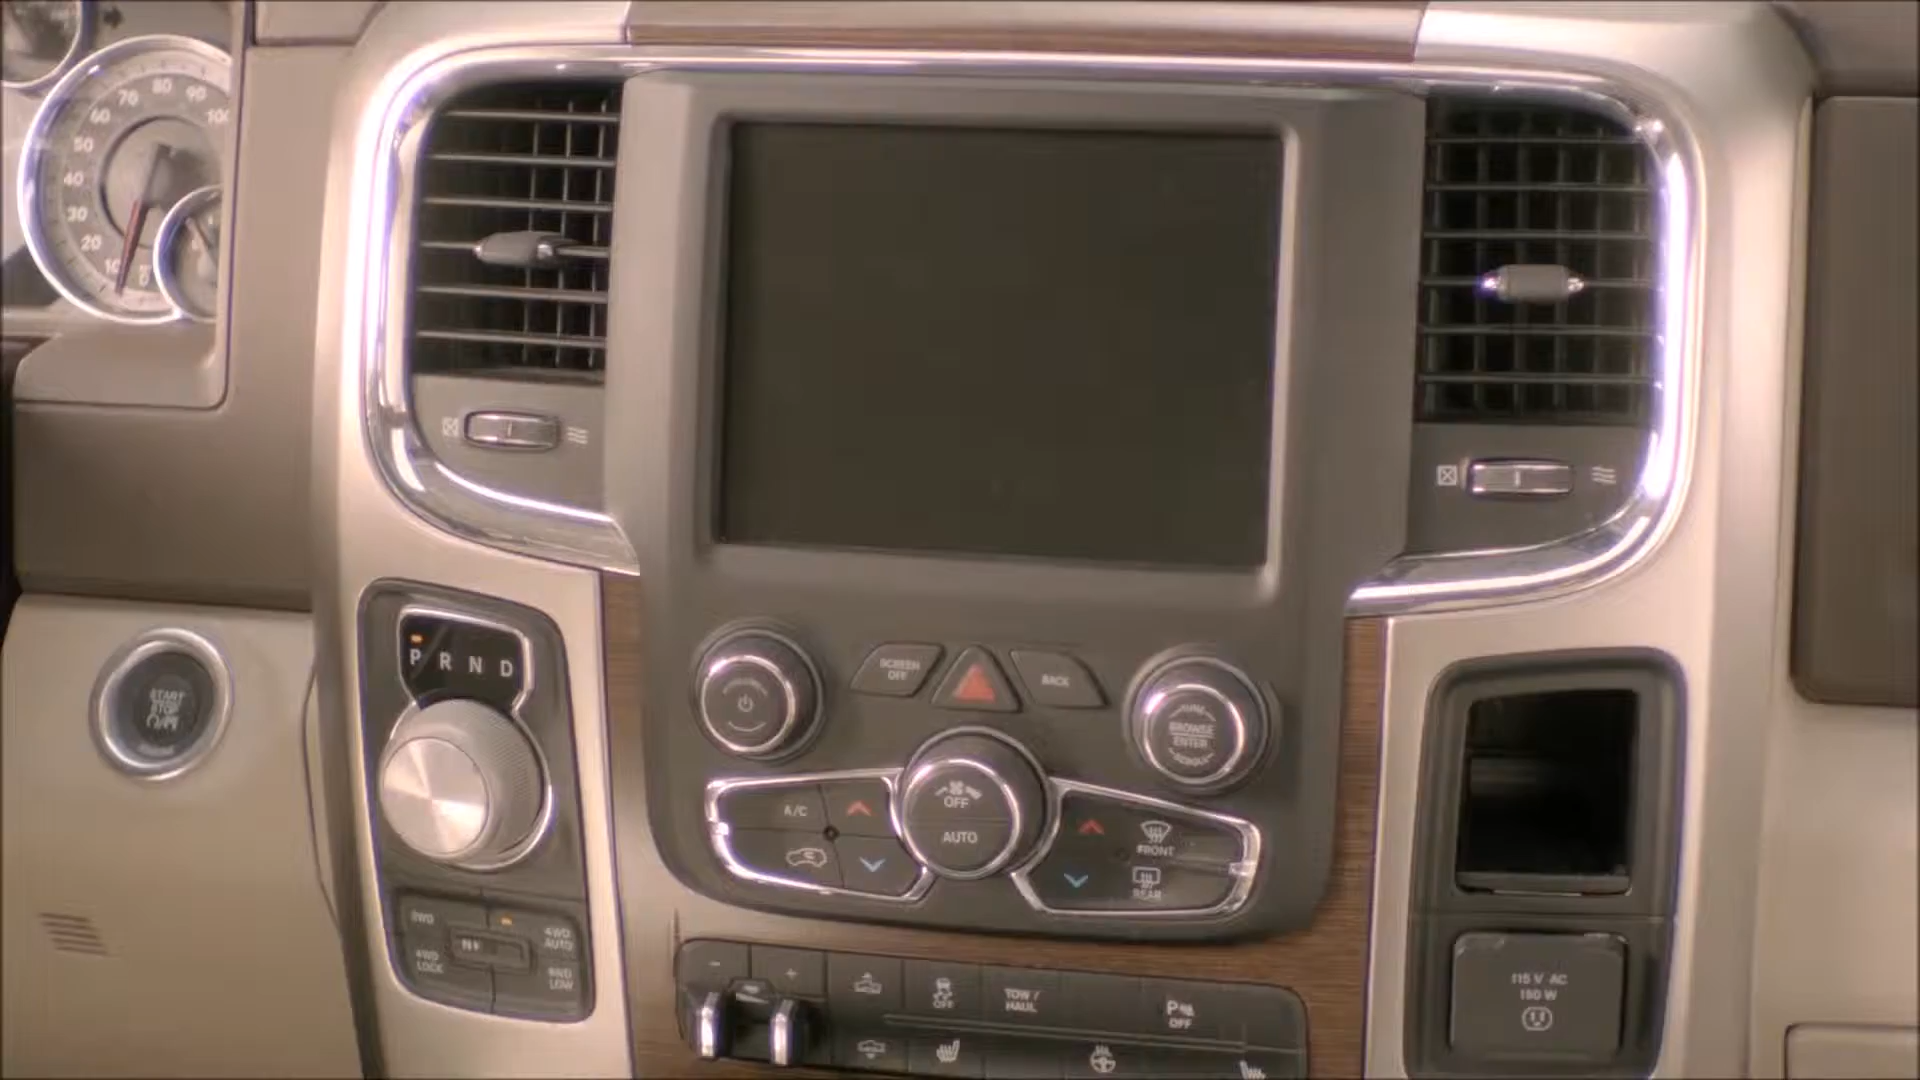 80
70
90
60
100
50
40
30
20
10
P R N D
START
STOP
SCREEN
OFF
BACK
BROWSE
ENTER
SCROLL
TUNE
OFF
AUTO
A/C
FRONT
REAR
2WD
4WD
AUTO
N
4WD
LOCK
4WD
LOW
-
+
OFF
TOW /
HAUL
P
OFF
115 V AC
150 W